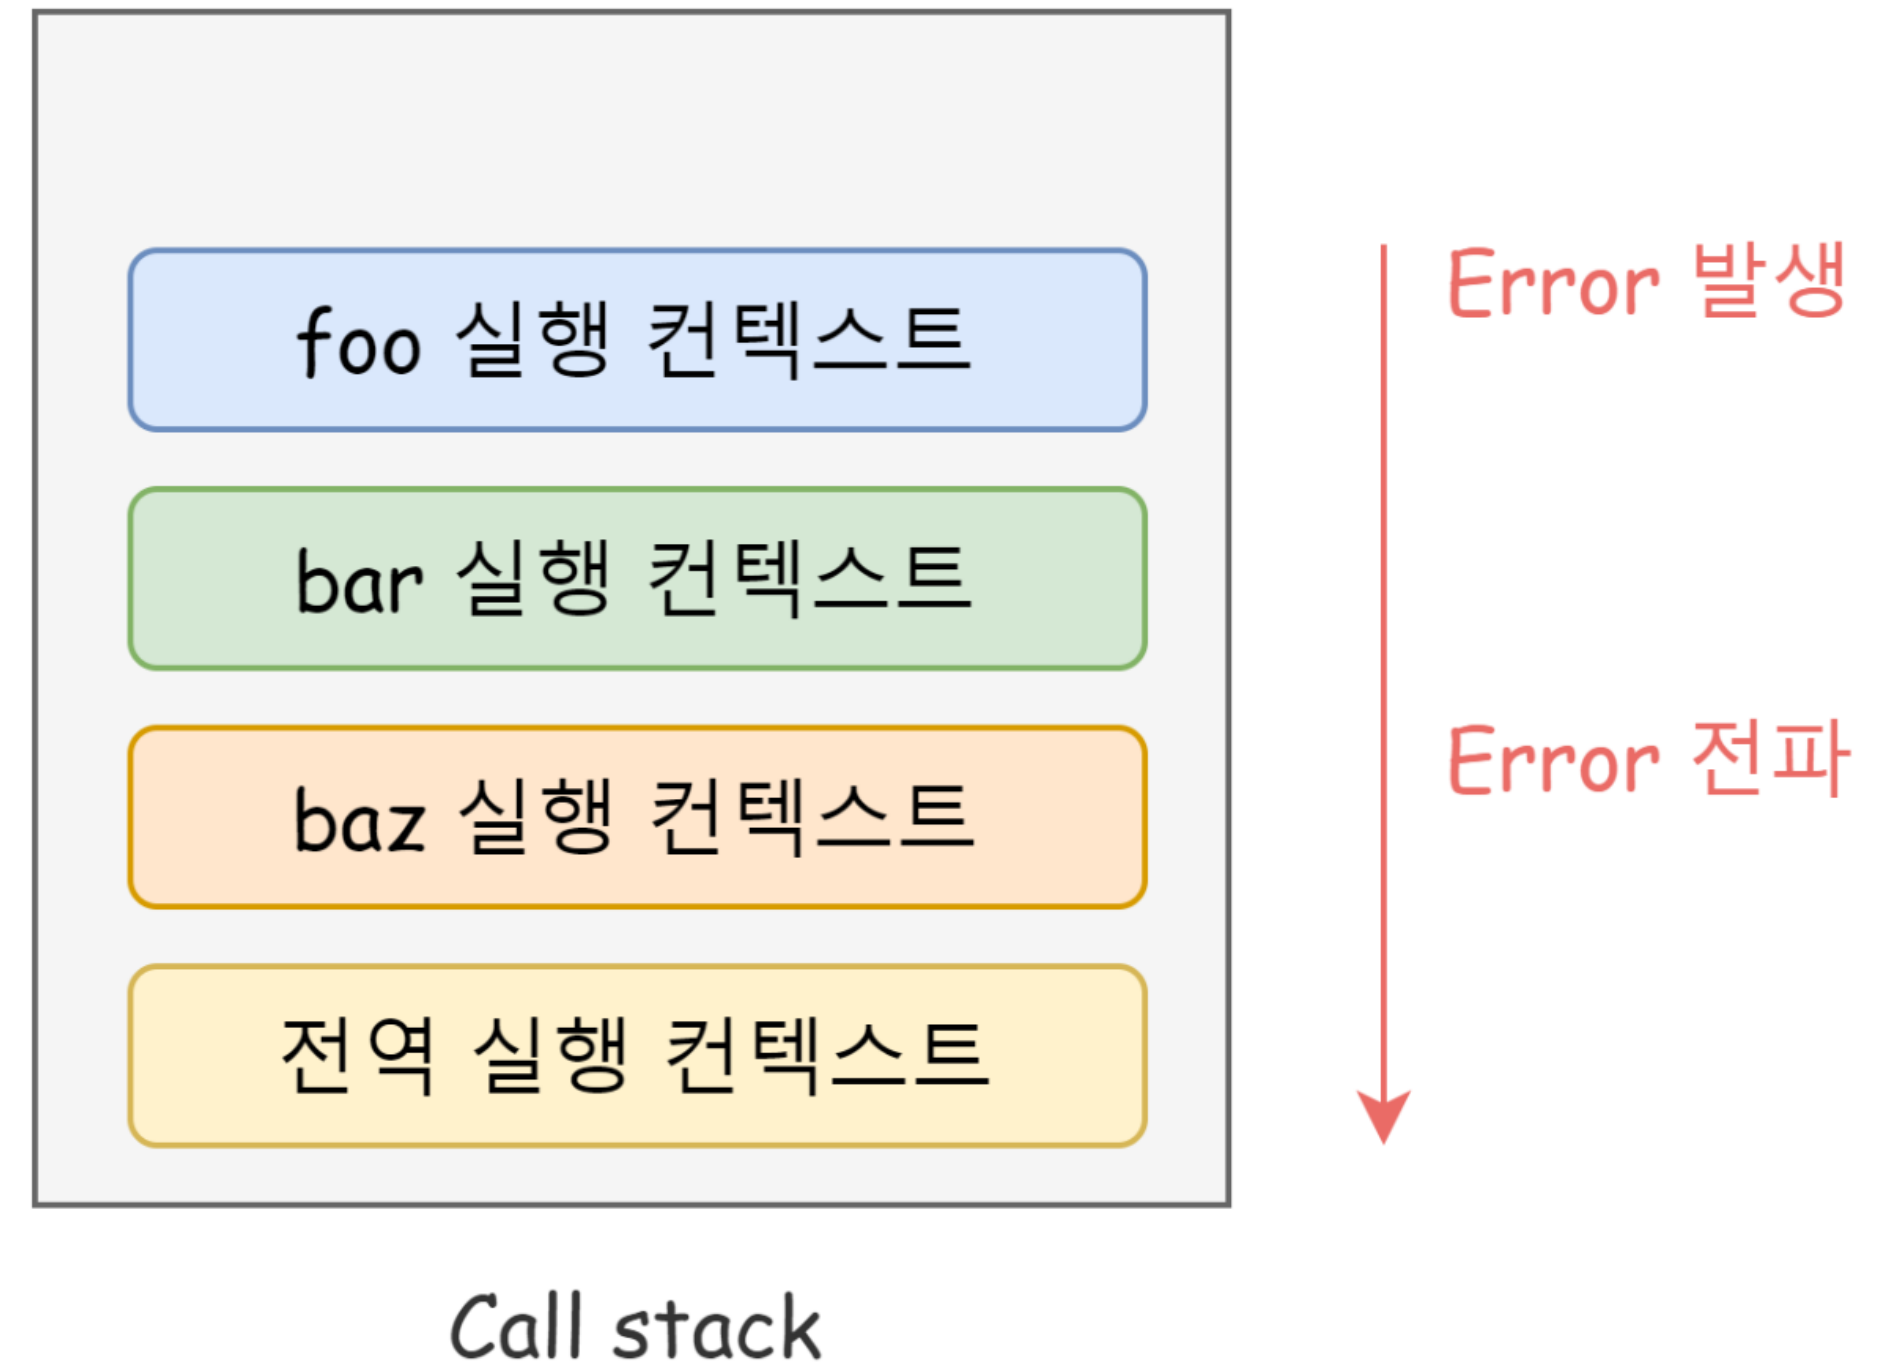 foo 실행 컨텍스트
Error 발생
bar 실행 컨텍스트
baz 실행 컨텍스트
Error 전파
전역 실행 컨텍스트
Call stack